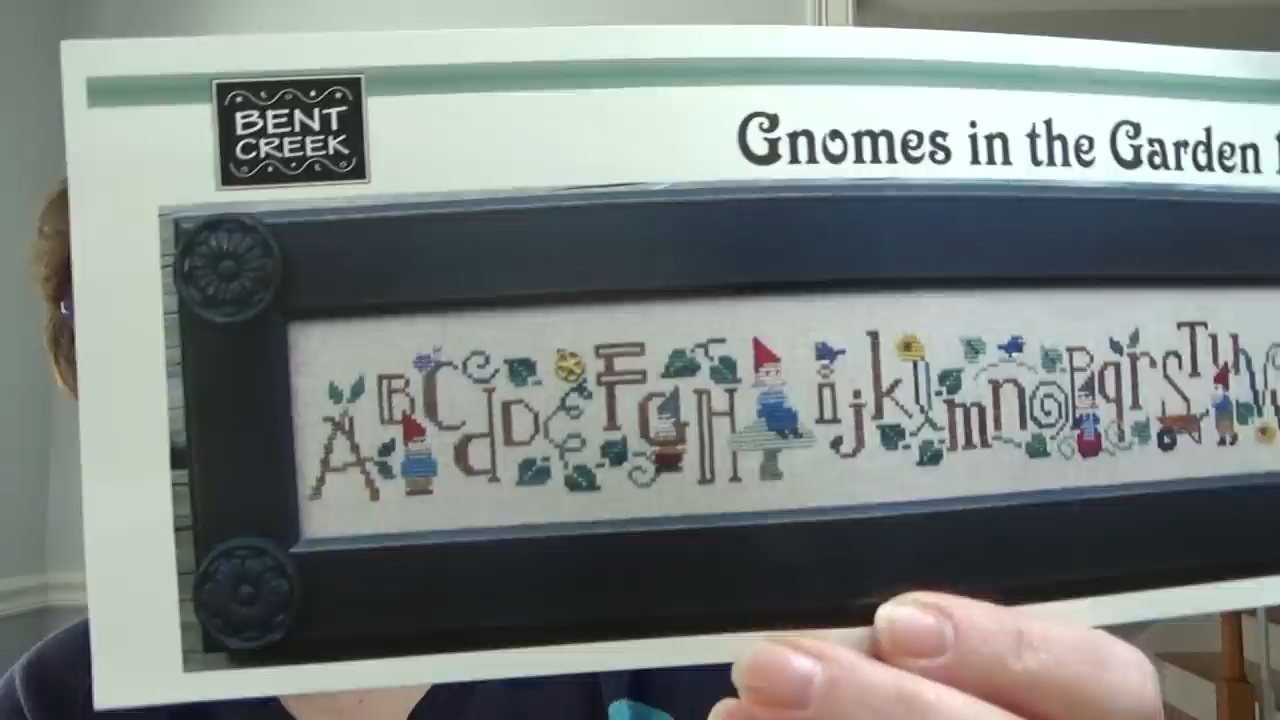 BENT
CREEK
Gnomes in the Garden
A B C d D E F G H i j k l m n o P q r S T U